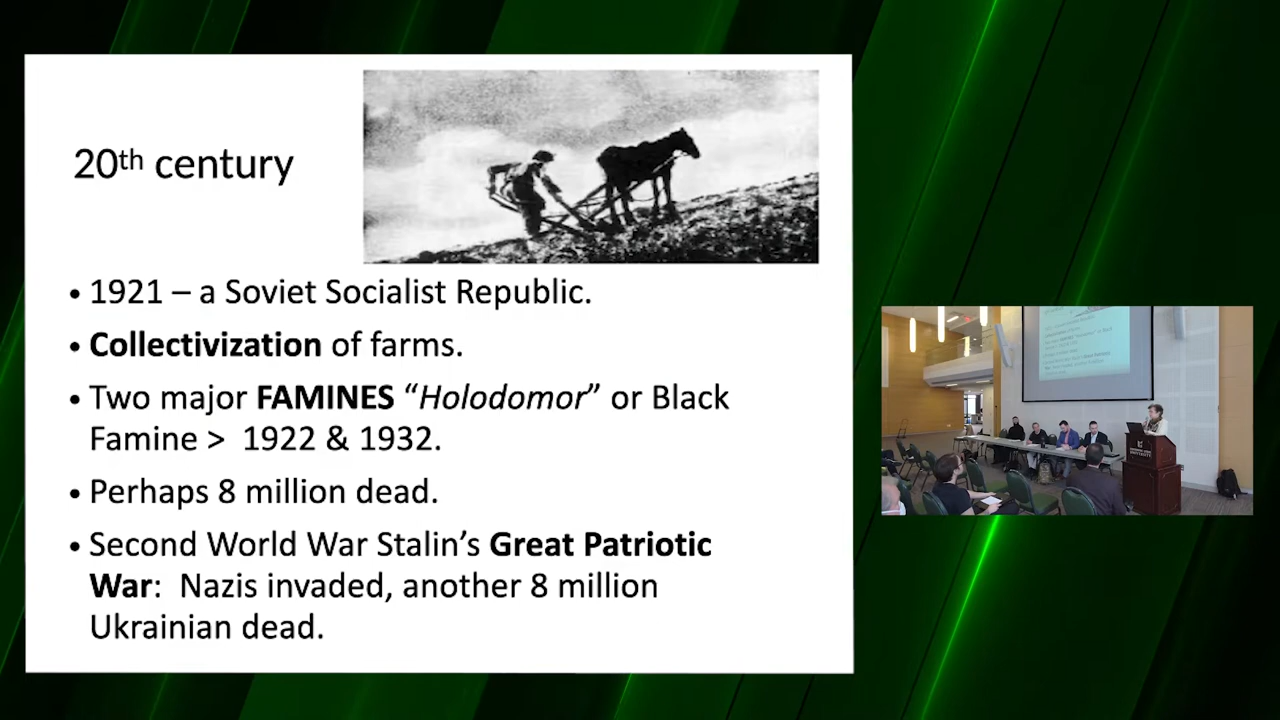 20th century
• 1921 – a Soviet Socialist Republic.
• Collectivization of farms.
• Two major FAMINES “Holodomor” or Black
Famine > 1922 & 1932.
• Perhaps 8 million dead.
• Second World War Stalin’s Great Patriotic
War: Nazis invaded, another 8 million
Ukrainian dead.
UNIVERSITY